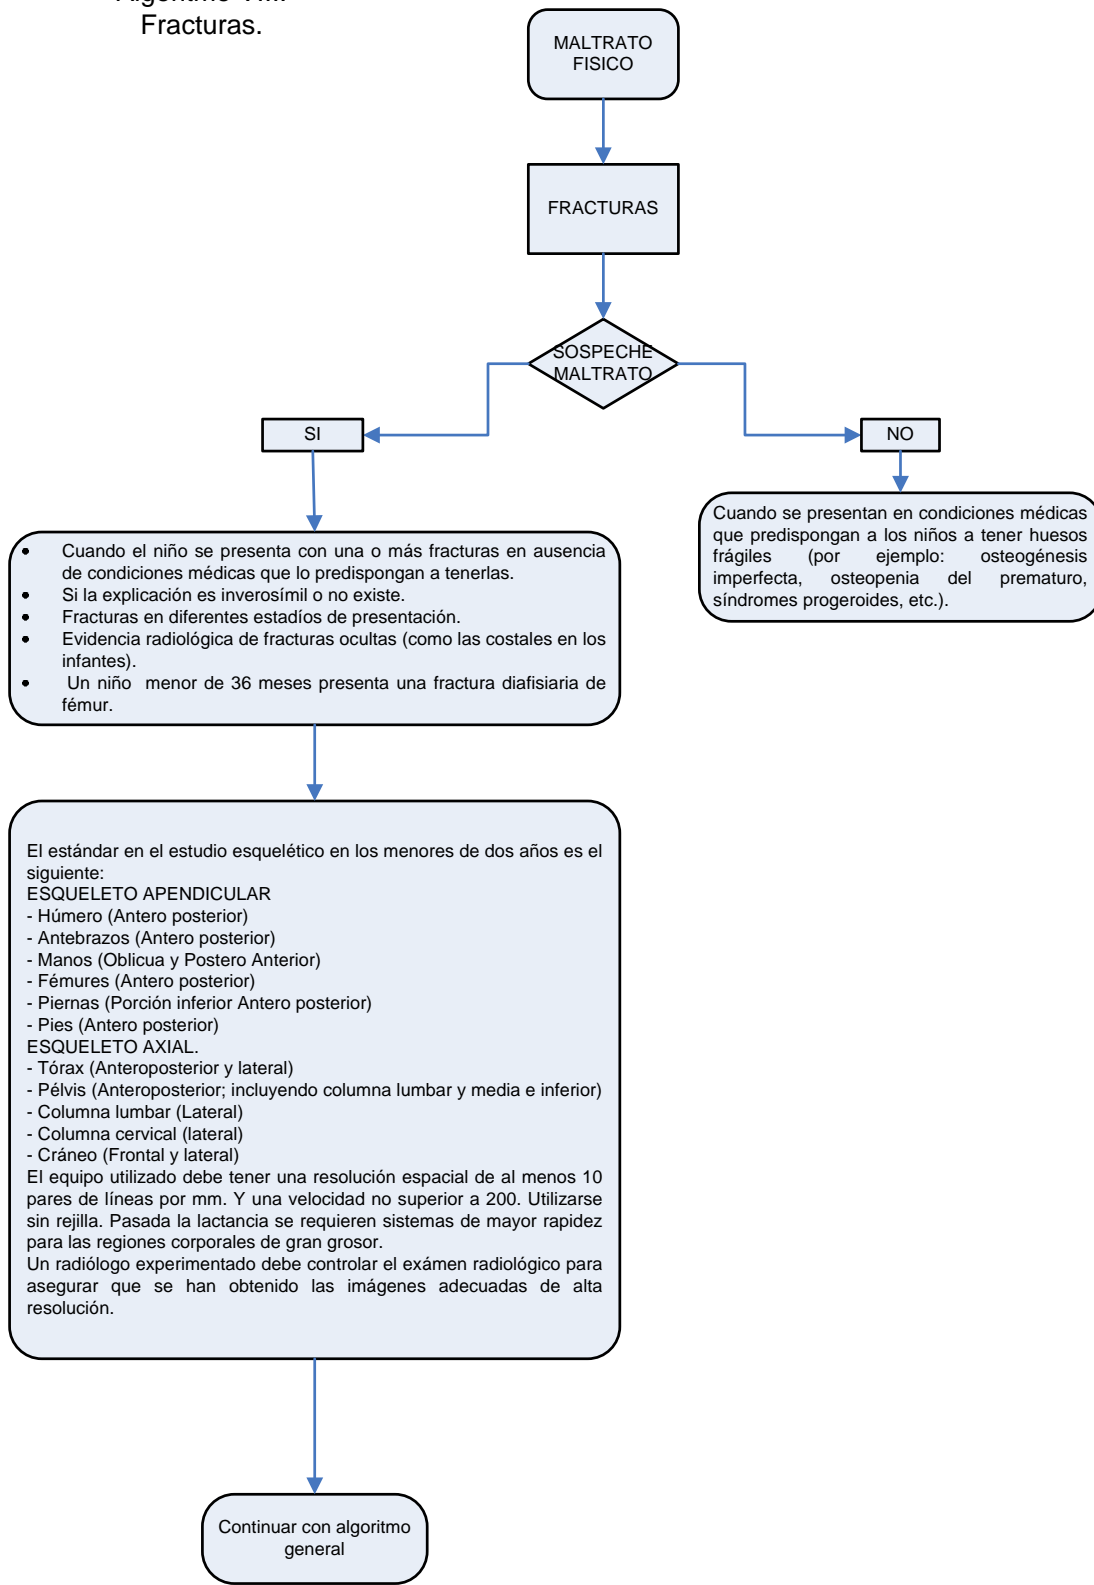 Algoritmo
Fracturas.
MALTRATO
FISICO
FRACTURAS
SOSPECHE
MALTRATO
SI
NO
• Cuando el niño se presenta con una o más fracturas en ausencia
de condiciones médicas que lo predispongan a tenerlas.
• Si la explicación es inverosímil o no existe.
• Fracturas en diferentes estadíos de presentación.
• Evidencia radiológica de fracturas ocultas (como las costales en los
infantes).
• Un niño menor de 36 meses presenta una fractura diafisiaria de
fémur.
Cuando se presentan en condiciones médicas
que predispongan a los niños a tener huesos
frágiles (por ejemplo: osteogénesis
imperfecta, osteopenia del prematuro,
síndromes progeroides, etc.).
El estándar en el estudio esquelético en los menores de dos años es el
siguiente:
ESQUELETO APENDICULAR
- Húmero (Antero posterior)
- Antebrazos (Antero posterior)
- Manos (Oblicua y Postero Anterior)
- Fémures (Antero posterior)
- Piernas (Porción inferior Antero posterior)
- Pies (Antero posterior)
ESQUELETO AXIAL.
- Tórax (Anteroposterior y lateral)
- Pélvis (Anteroposterior; incluyendo columna lumbar y media e inferior)
- Columna lumbar (Lateral)
- Columna cervical (lateral)
- Cráneo (Frontal y lateral)
El equipo utilizado debe tener una resolución espacial de al menos 10
pares de líneas por mm. Y una velocidad no superior a 200. Utilizarse
sin rejilla. Pasada la lactancia se requieren sistemas de mayor rapidez
para las regiones corporales de gran grosor.
Un radiólogo experimentado debe controlar el exámen radiológico para
asegurar que se han obtenido las imágenes adecuadas de alta
resolución.
Continuar con algoritmo
general